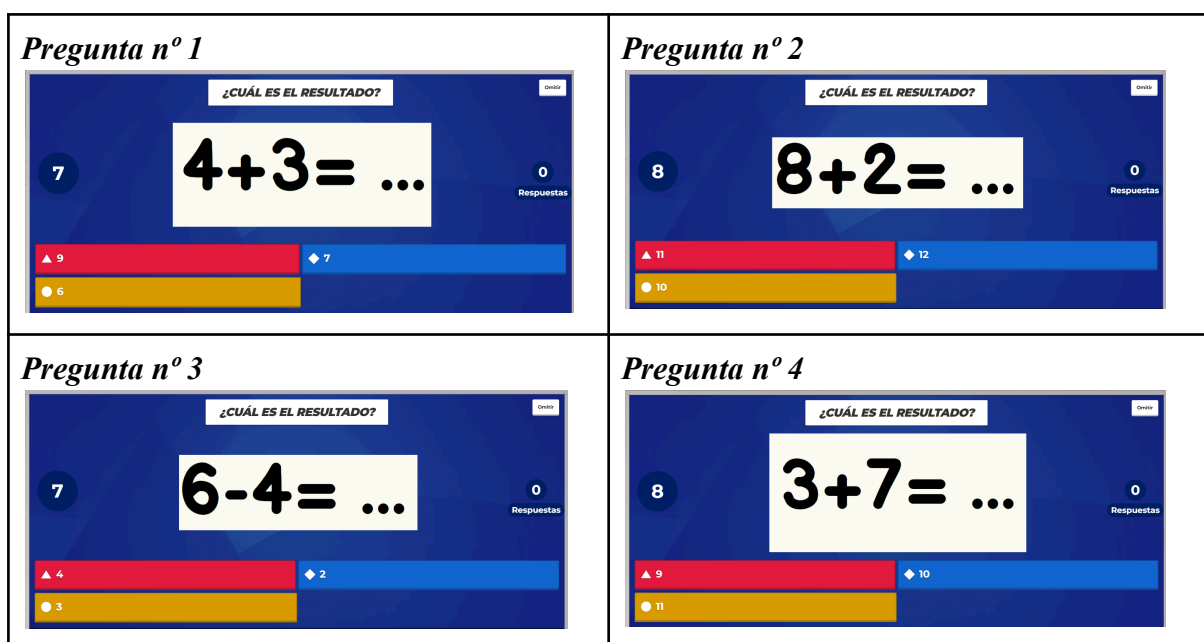 Pregunta nº 1
¿CUÁL ES EL RESULTADO?
Omitir
7
4+3= ...
0
Respuestas
▲ 9
◆ 7
● 6
Pregunta nº 2
¿CUÁL ES EL RESULTADO?
Omitir
8
8+2= ...
0
Respuestas
▲ 11
◆ 12
● 10
Pregunta nº 3
¿CUÁL ES EL RESULTADO?
Omitir
7
6-4= ...
0
Respuestas
▲ 4
◆ 2
● 3
Pregunta nº 4
¿CUÁL ES EL RESULTADO?
Omitir
8
3+7= ...
0
Respuestas
▲ 9
◆ 10
● 11